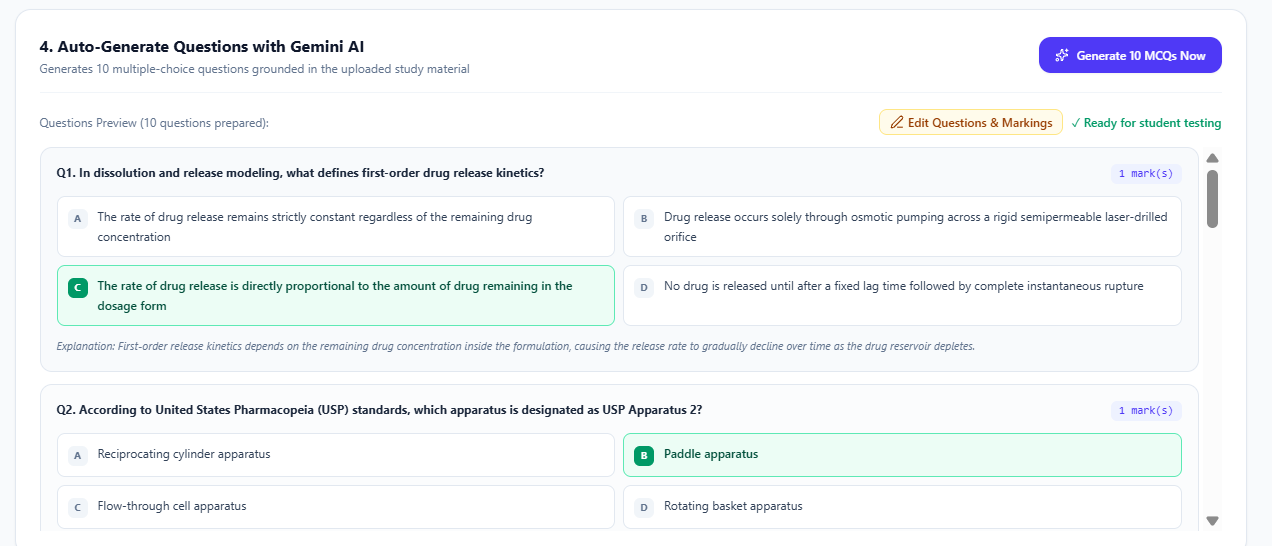 4. Auto-Generate Questions with Gemini AI
Generates 10 multiple-choice questions grounded in the uploaded study material
Generate 10 MCQs Now
Questions Preview (10 questions prepared):
Edit Questions & Markings
✓ Ready for student testing
Q1. In dissolution and release modeling, what defines first-order drug release kinetics?
1 mark(s)
A
The rate of drug release remains strictly constant regardless of the remaining drug
concentration
B
Drug release occurs solely through osmotic pumping across a rigid semipermeable laser-drilled
orifice
C
The rate of drug release is directly proportional to the amount of drug remaining in the
dosage form
D
No drug is released until after a fixed lag time followed by complete instantaneous rupture
Explanation: First-order release kinetics depends on the remaining drug concentration inside the formulation, causing the release rate to gradually decline over time as the drug reservoir depletes.
Q2. According to United States Pharmacopeia (USP) standards, which apparatus is designated as USP Apparatus 2?
1 mark(s)
A
Reciprocating cylinder apparatus
B
Paddle apparatus
C
Flow-through cell apparatus
D
Rotating basket apparatus